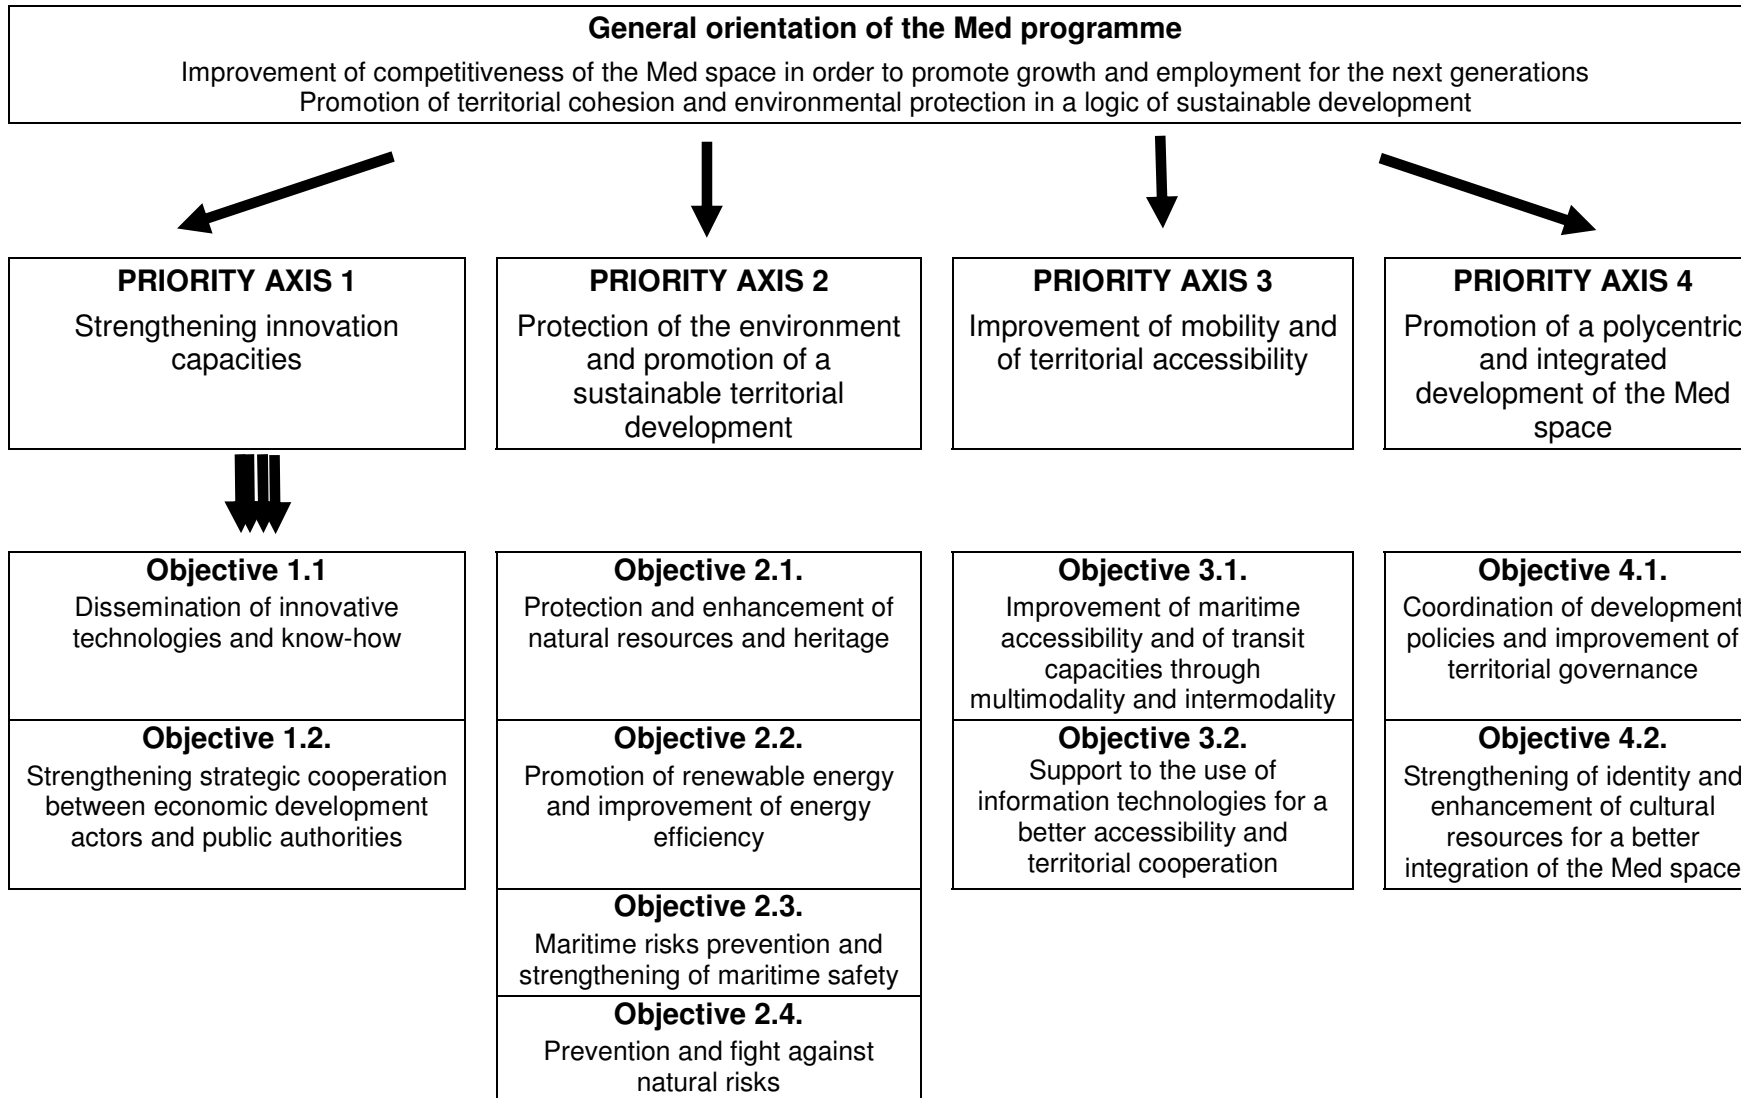 General orientation of the Med programme
Improvement of competitiveness of the Med space in order to promote growth and employment for the next generations
Promotion of territorial cohesion and environmental protection in a logic of sustainable development
PRIORITY AXIS 1
Strengthening innovation
capacities
PRIORITY AXIS 2
Protection of the environment
and promotion of a
sustainable territorial
development
PRIORITY AXIS 3
Improvement of mobility and
of territorial accessibility
PRIORITY AXIS 4
Promotion of a polycentric
and integrated
development of the Med
space
Objective 1.1
Dissemination of innovative
technologies and know-how
Objective 1.2.
Strengthening strategic cooperation
between economic development
actors and public authorities
Objective 2.1.
Protection and enhancement of
natural resources and heritage
Objective 2.2.
Promotion of renewable energy
and improvement of energy
efficiency
Objective 2.3.
Maritime risks prevention and
strengthening of maritime safety
Objective 2.4.
Prevention and fight against
natural risks
Objective 3.1.
Improvement of maritime
accessibility and of transit
capacities through
multimodality and intermodality
Objective 3.2.
Support to the use of
information technologies for a
better accessibility and
territorial cooperation
Objective 4.1.
Coordination of development
policies and improvement of
territorial governance
Objective 4.2.
Strengthening of identity and
enhancement of cultural
resources for a better
integration of the Med space